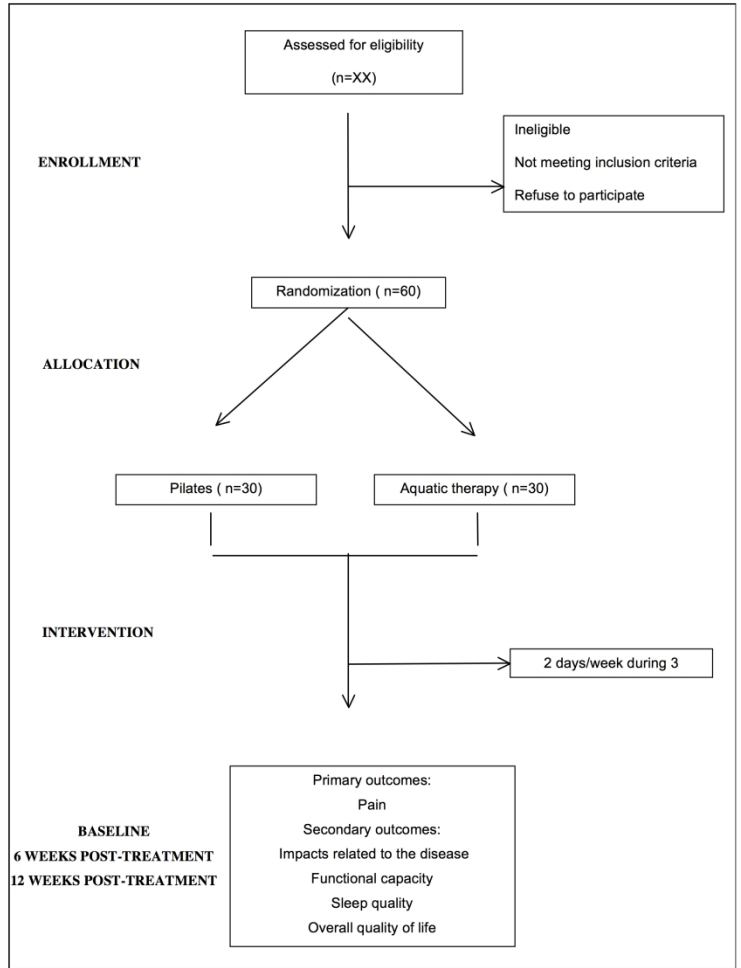 Assessed for eligibility
(n=XX)
ENROLLMENT
Ineligible
Not meeting inclusion criteria
Refuse to participate
Randomization ( n=60)
ALLOCATION
Pilates ( n=30)
Aquatic therapy ( n=30)
INTERVENTION
2 days/week during 3
BASELINE
6 WEEKS POST-TREATMENT
12 WEEKS POST-TREATMENT
Primary outcomes:
Pain
Secondary outcomes:
Impacts related to the disease
Functional capacity
Sleep quality
Overall quality of life